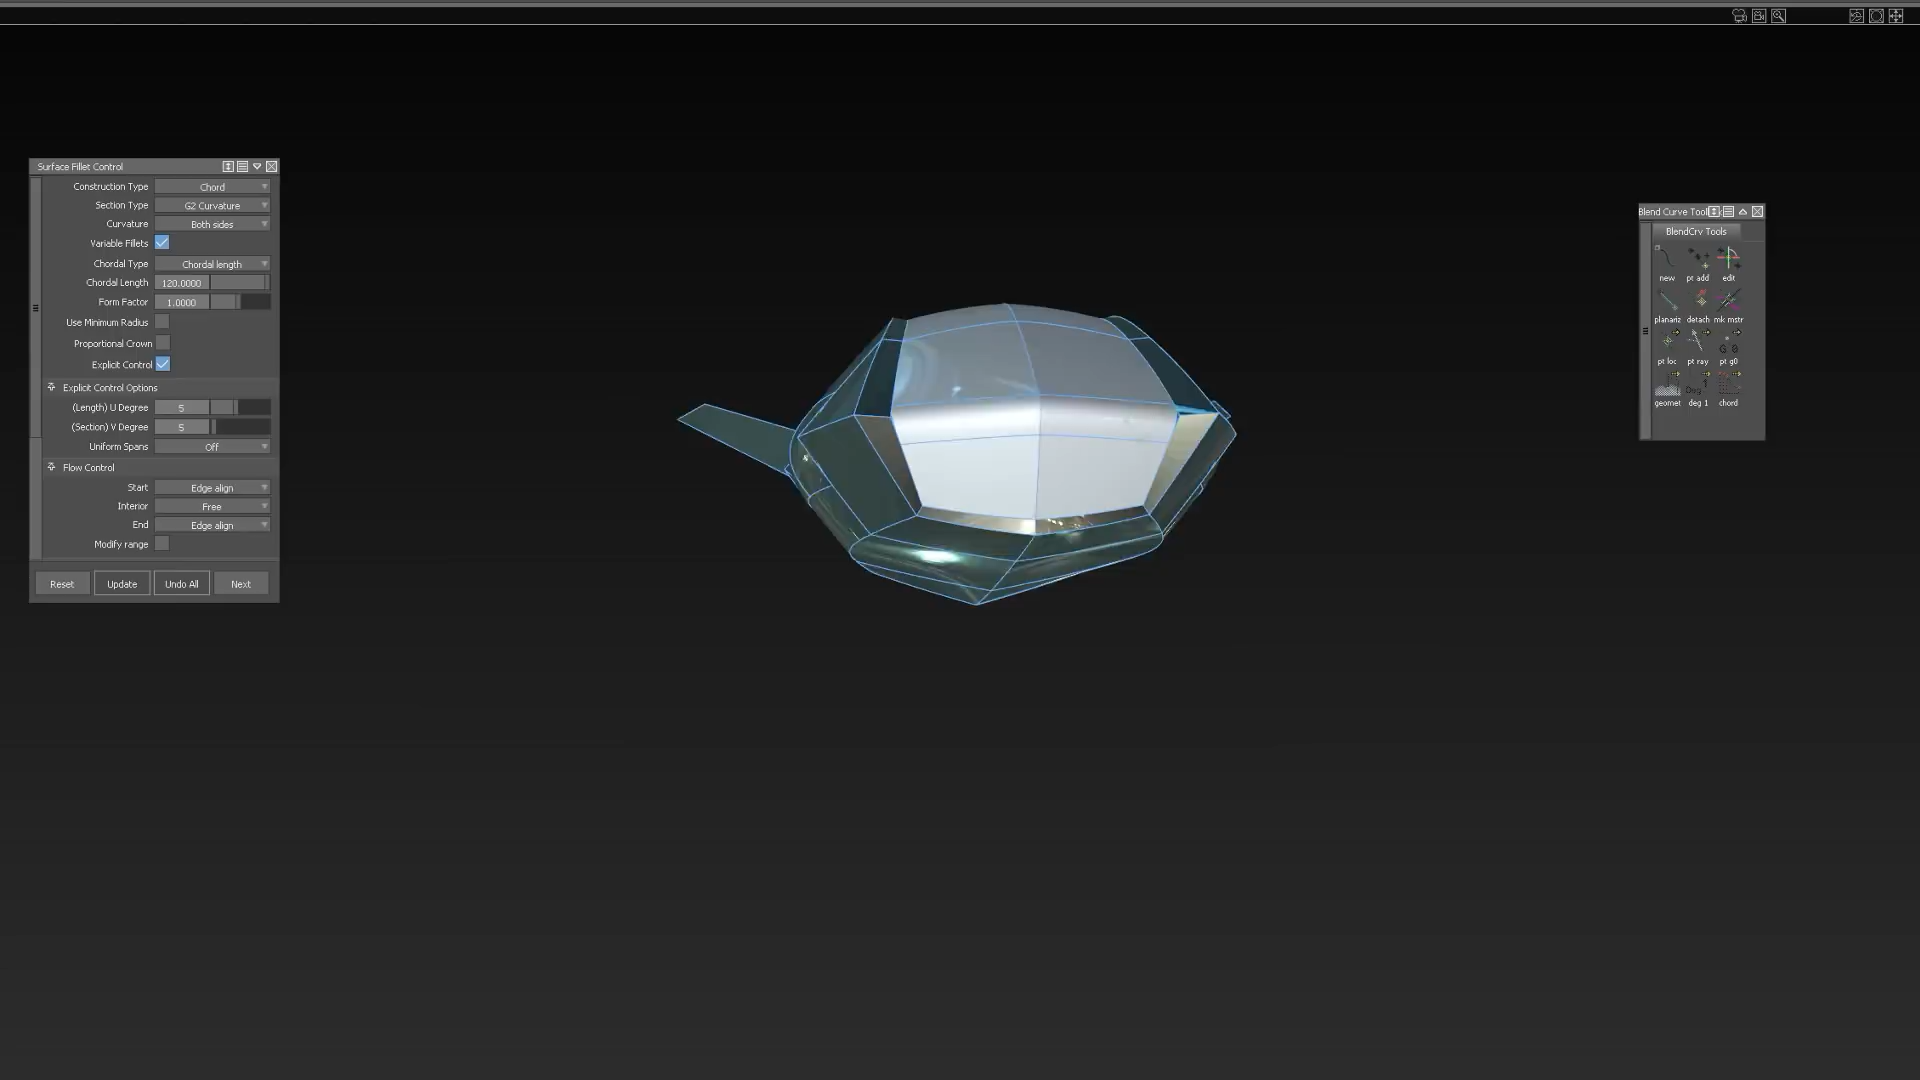 Surface Fillet Control
Construction Type Chord
Section Type G2 Curvature
Curvature Both sides
Variable Fillets
Chordal Type Chordal length
Chordal Length 120.0000
Form Factor 1.0000
Use Minimum Radius
Proportional Crown
Explicit Control
Explicit Control Options
(Length) U Degree 5
(Section) V Degree 5
Uniform Spans Off
Flow Control
Start Edge align
Interior Free
End Edge align
Modify range
Reset Update Undo All Next
Blend Curve Tool
BlendCrv Tools
new pt add edit
planariz detach mk mstr
pt loc pt ray pt g0
geomet deg 1 chord